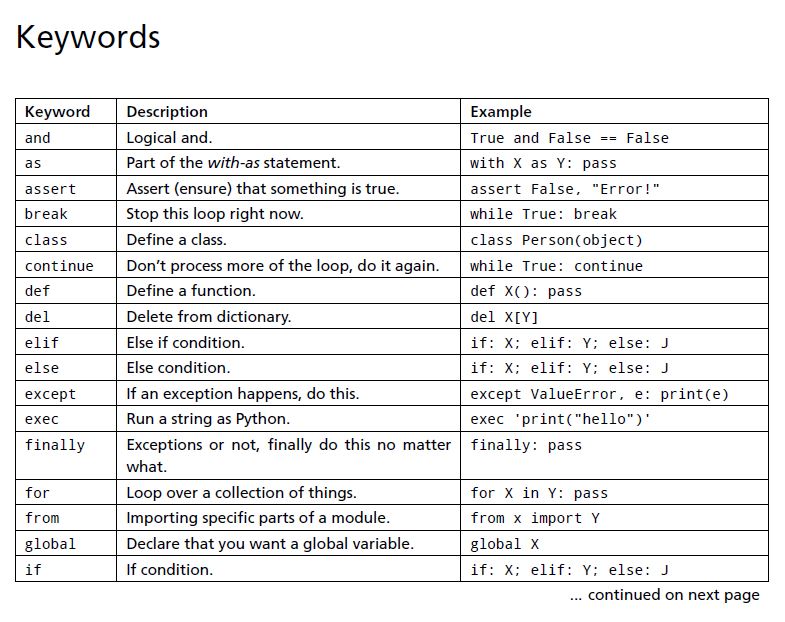 Keywords
Keyword Description Example
and Logical and. True and False == False
as Part of the with-as statement. with X as Y: pass
assert Assert (ensure) that something is true. assert False, "Error!"
break Stop this loop right now. while True: break
class Define a class. class Person(object)
continue Don’t process more of the loop, do it again. while True: continue
def Define a function. def X(): pass
del Delete from dictionary. del X[Y]
elif Else if condition. if: X; elif: Y; else: J
else Else condition. if: X; elif: Y; else: J
except If an exception happens, do this. except ValueError, e: print(e)
exec Run a string as Python. exec 'print("hello")'
finally Exceptions or not, finally do this no matter finally: pass
what.
for Loop over a collection of things. for X in Y: pass
from Importing specific parts of a module. from x import Y
global Declare that you want a global variable. global X
if If condition. if: X; elif: Y; else: J
... continued on next page